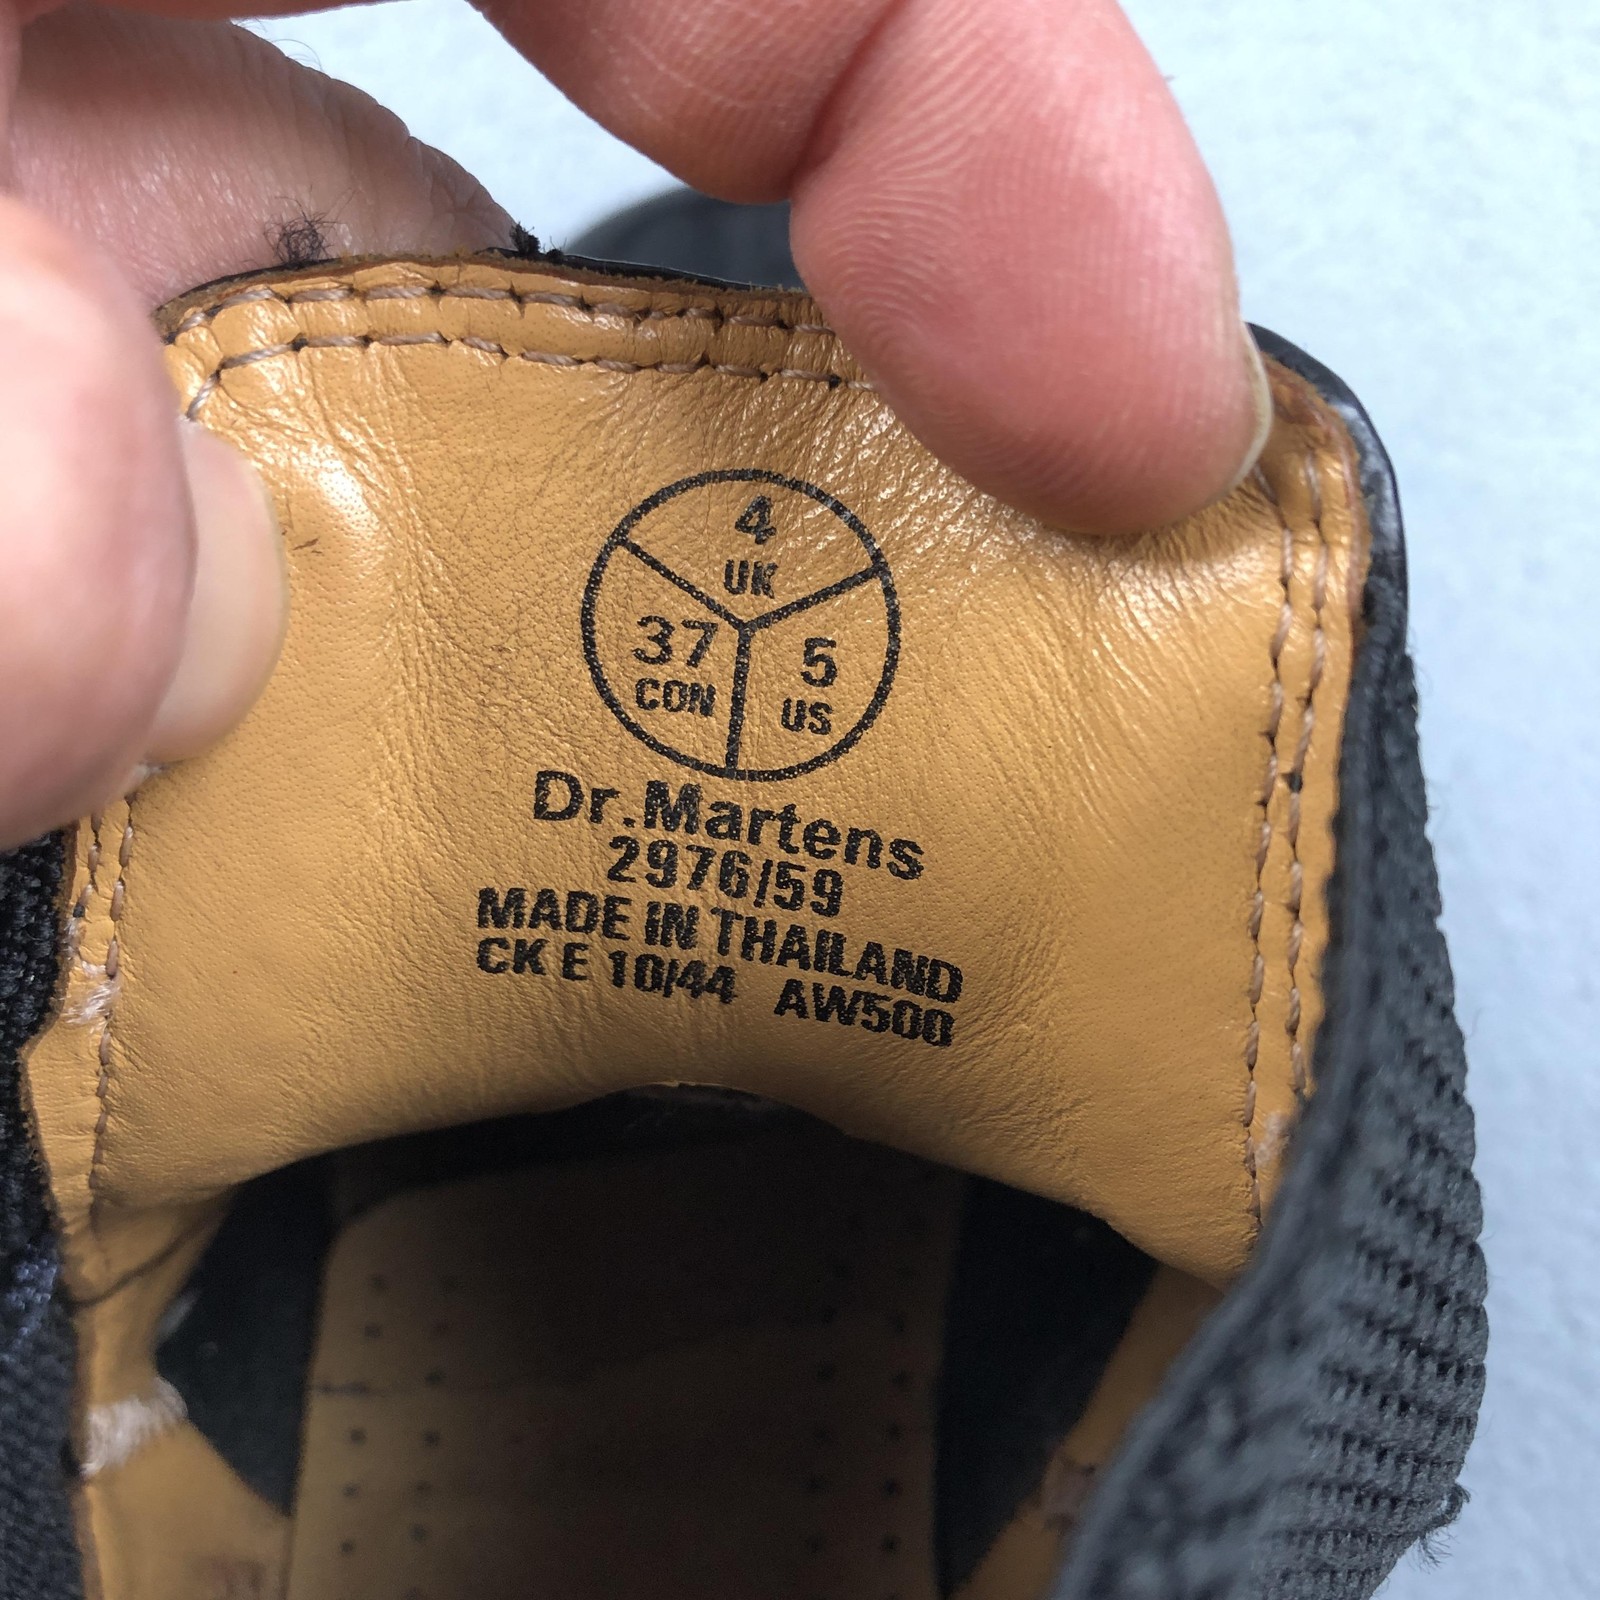 4
UK
37
CON
5
US
Dr.Martens
2976/59
MADE IN THAILAND
CK E 10/44 AW500